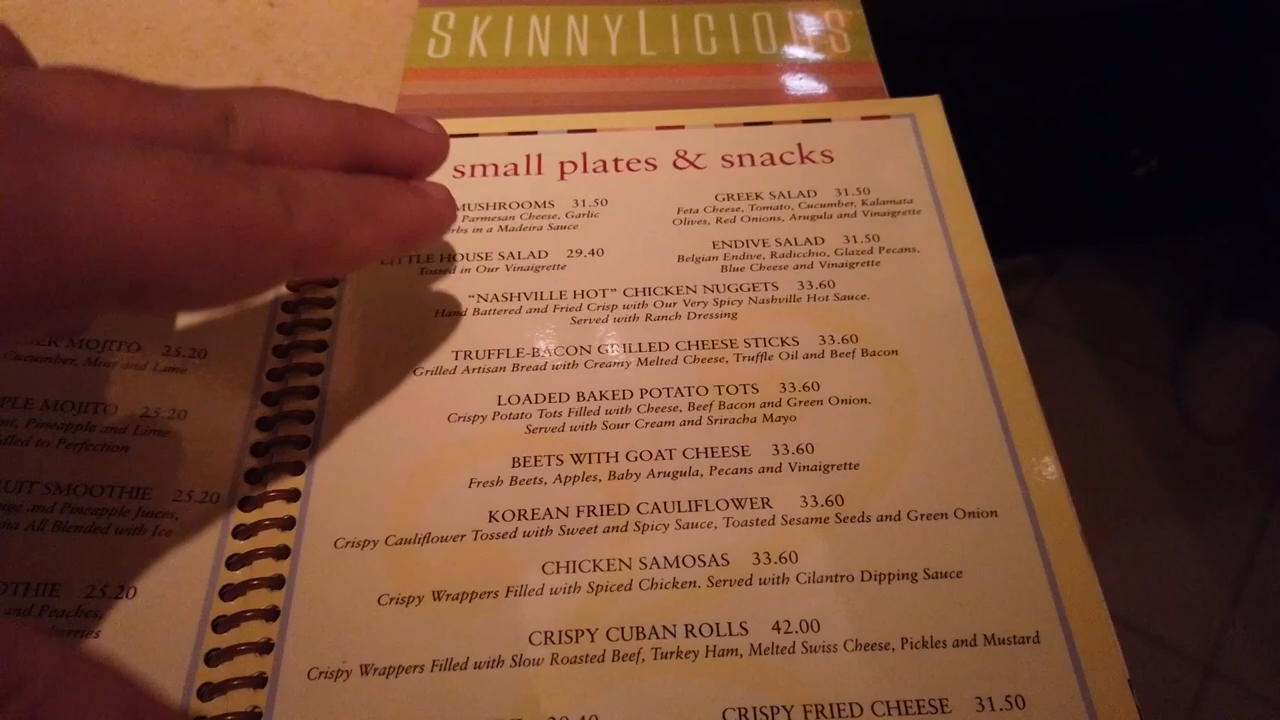 SKINNYLICIOUS
small plates & snacks
MUSHROOMS 31.50
Parmesan Cheese, Garlic
in a Madeira Sauce
GREEK SALAD 31.50
Feta Cheese, Tomato, Cucumber, Kalamata
Olives, Red Onions, Arugula and Vinaigrette
LITTLE HOUSE SALAD 29.40
Tossed in Our Vinaigrette
ENDIVE SALAD 31.50
Belgian Endive, Radicchio, Glazed Pecans,
Blue Cheese and Vinaigrette
"NASHVILLE HOT" CHICKEN NUGGETS 33.60
Hand Battered and Fried Crisp with Our Very Spicy Nashville Hot Sauce.
Served with Ranch Dressing
TRUFFLE-BACON GRILLED CHEESE STICKS 33.60
Grilled Artisan Bread with Creamy Melted Cheese, Truffle Oil and Beef Bacon
LOADED BAKED POTATO TOTS 33.60
Crispy Potato Tots Filled with Cheese, Beef Bacon and Green Onion.
Served with Sour Cream and Sriracha Mayo
BEETS WITH GOAT CHEESE 33.60
Fresh Beets, Apples, Baby Arugula, Pecans and Vinaigrette
KOREAN FRIED CAULIFLOWER 33.60
Crispy Cauliflower Tossed with Sweet and Spicy Sauce, Toasted Sesame Seeds and Green Onion
CHICKEN SAMOSAS 33.60
Crispy Wrappers Filled with Spiced Chicken. Served with Cilantro Dipping Sauce
CRISPY CUBAN ROLLS 42.00
Crispy Wrappers Filled with Slow Roasted Beef, Turkey Ham, Melted Swiss Cheese, Pickles and Mustard
CRISPY FRIED CHEESE 31.50
MOJITO 25.20
Cucumber, Mint and Lime
MOJITO 25.20
Pineapple and Lime
to Perfection
SMOOTHIE 25.20
and Pineapple Juices,
All Blended with Ice
25.20
and Peaches,